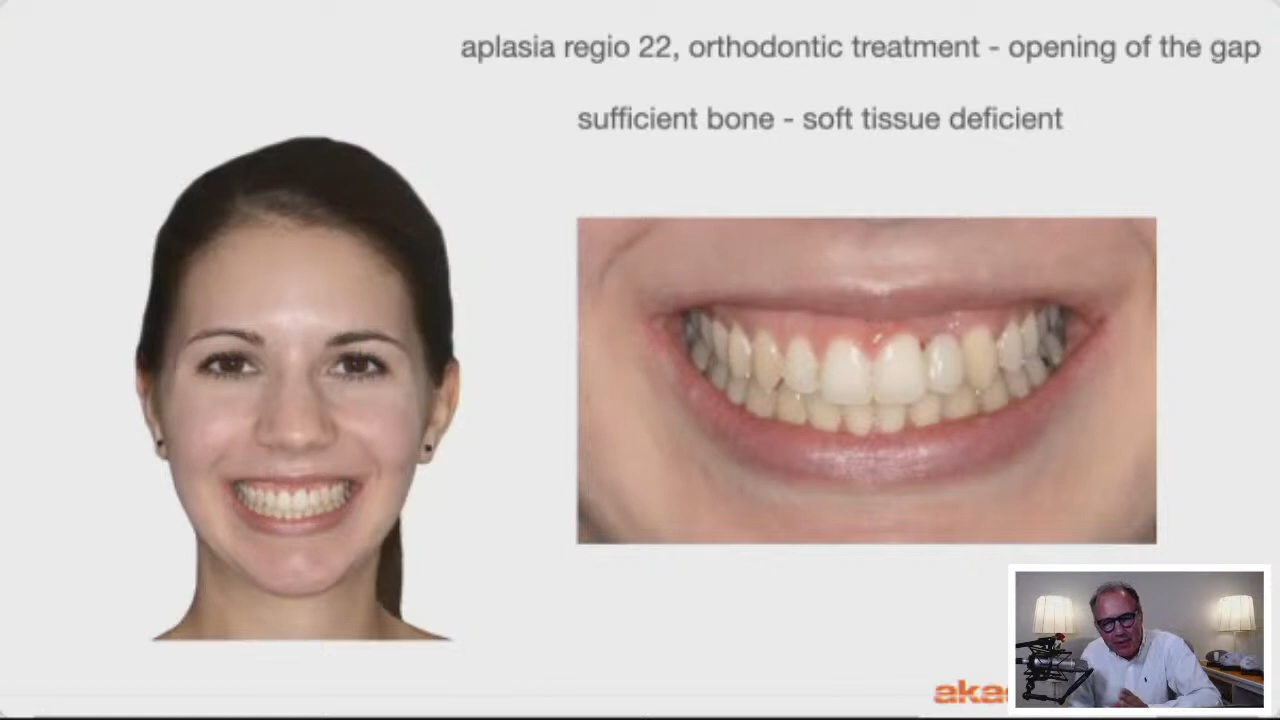 aplasia regio 22, orthodontic treatment - opening of the gap
sufficient bone - soft tissue deficient